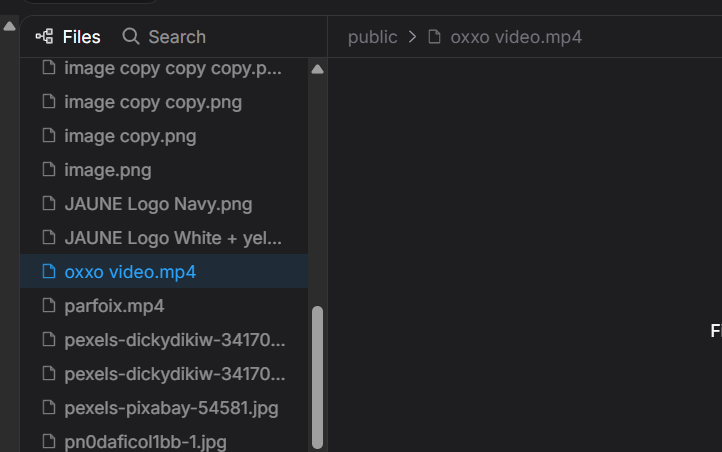 Files
Search
public > oxxo video.mp4
image copy copy copy.p...
image copy copy.png
image copy.png
image.png
JAUNE Logo Navy.png
JAUNE Logo White + yel...
oxxo video.mp4
parfoix.mp4
pexels-dickydikiw-34170...
pexels-dickydikiw-34170...
pexels-pixabay-54581.jpg
pn0daficol1bb-1.jpg